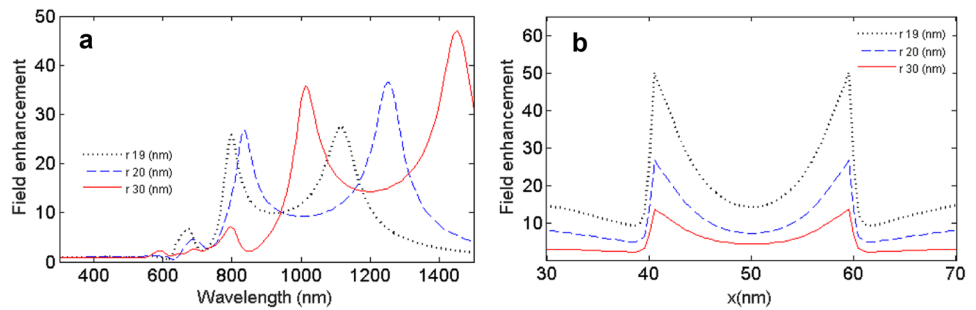 a
Field enhancement
50
40
30
20
10
0
r 19 (nm)
r 20 (nm)
r 30 (nm)
400 600 800 1000 1200 1400
Wavelength (nm)
b
Field enhancement
60
50
40
30
20
10
r 19 (nm)
r 20 (nm)
r 30 (nm)
30 40 50 60 70
x(nm)